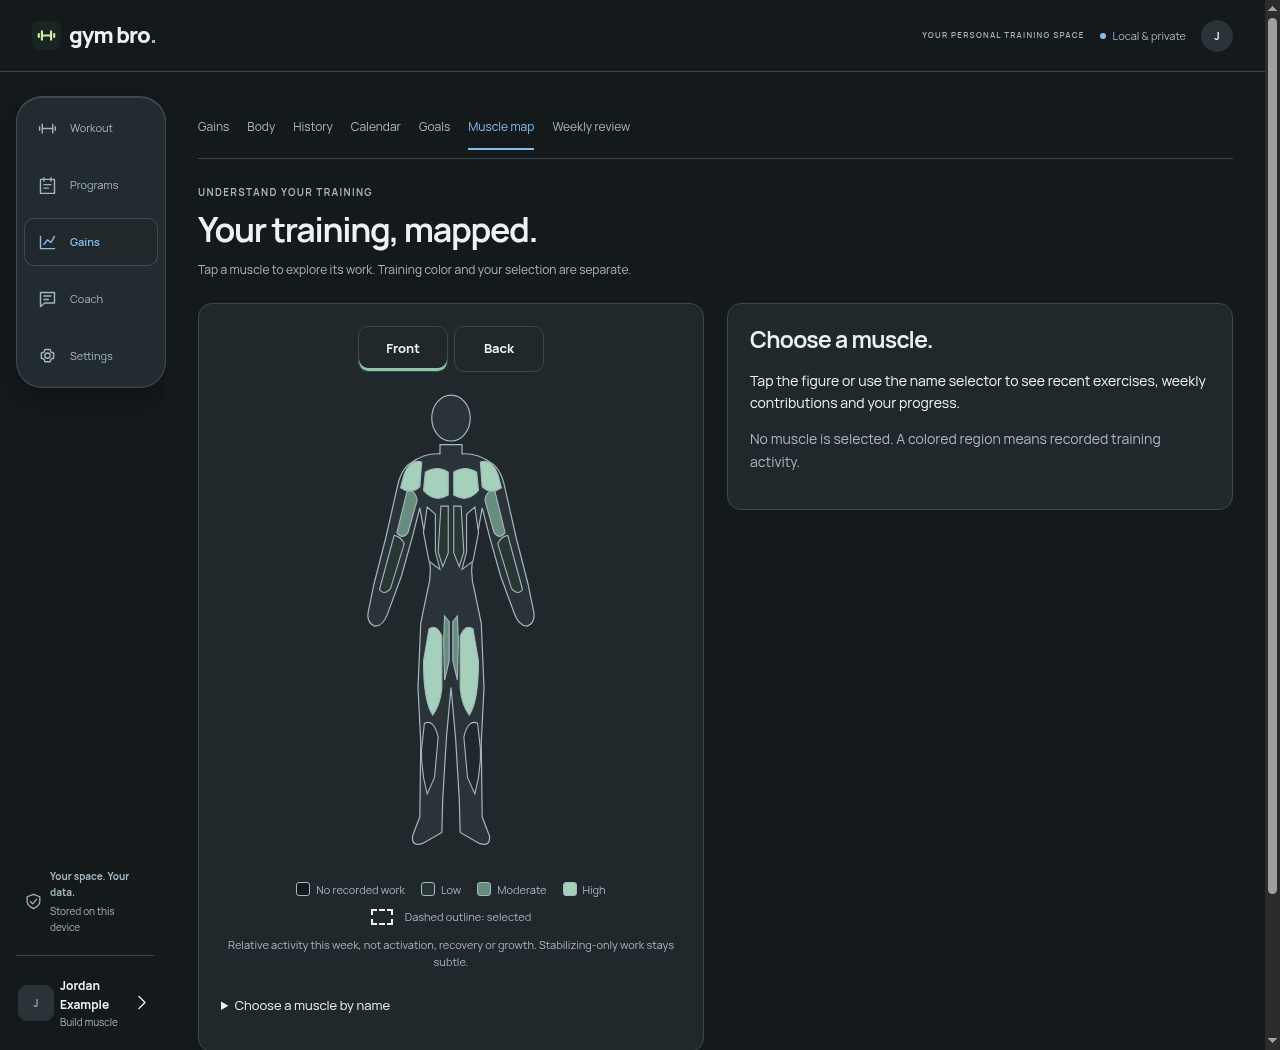 gym bro.
YOUR PERSONAL TRAINING SPACE
Local & private
J
Workout
Programs
Gains
Coach
Settings
Your space. Your
data.
Stored on this
device
J
Jordan
Example
Build muscle
Gains
Body
History
Calendar
Goals
Muscle map
Weekly review
UNDERSTAND YOUR TRAINING
Your training, mapped.
Tap a muscle to explore its work. Training color and your selection are separate.
Front
Back
No recorded work
Low
Moderate
High
Dashed outline: selected
Relative activity this week, not activation, recovery or growth. Stabilizing-only work stays
subtle.
Choose a muscle by name
Choose a muscle.
Tap the figure or use the name selector to see recent exercises, weekly
contributions and your progress.
No muscle is selected. A colored region means recorded training
activity.